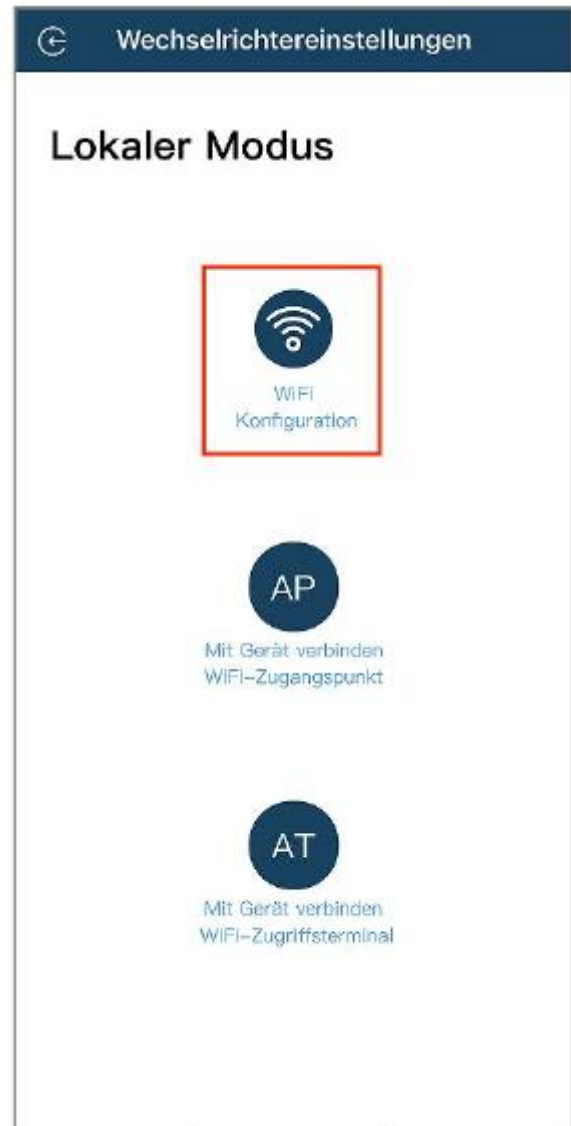 Wechselrichtereinstellungen
Lokaler Modus
WiFi
Konfiguration
AP
Mit Gerät verbinden
WiFi-Zugangspunkt
AT
Mit Gerät verbinden
WiFi-Zugriffsterminal